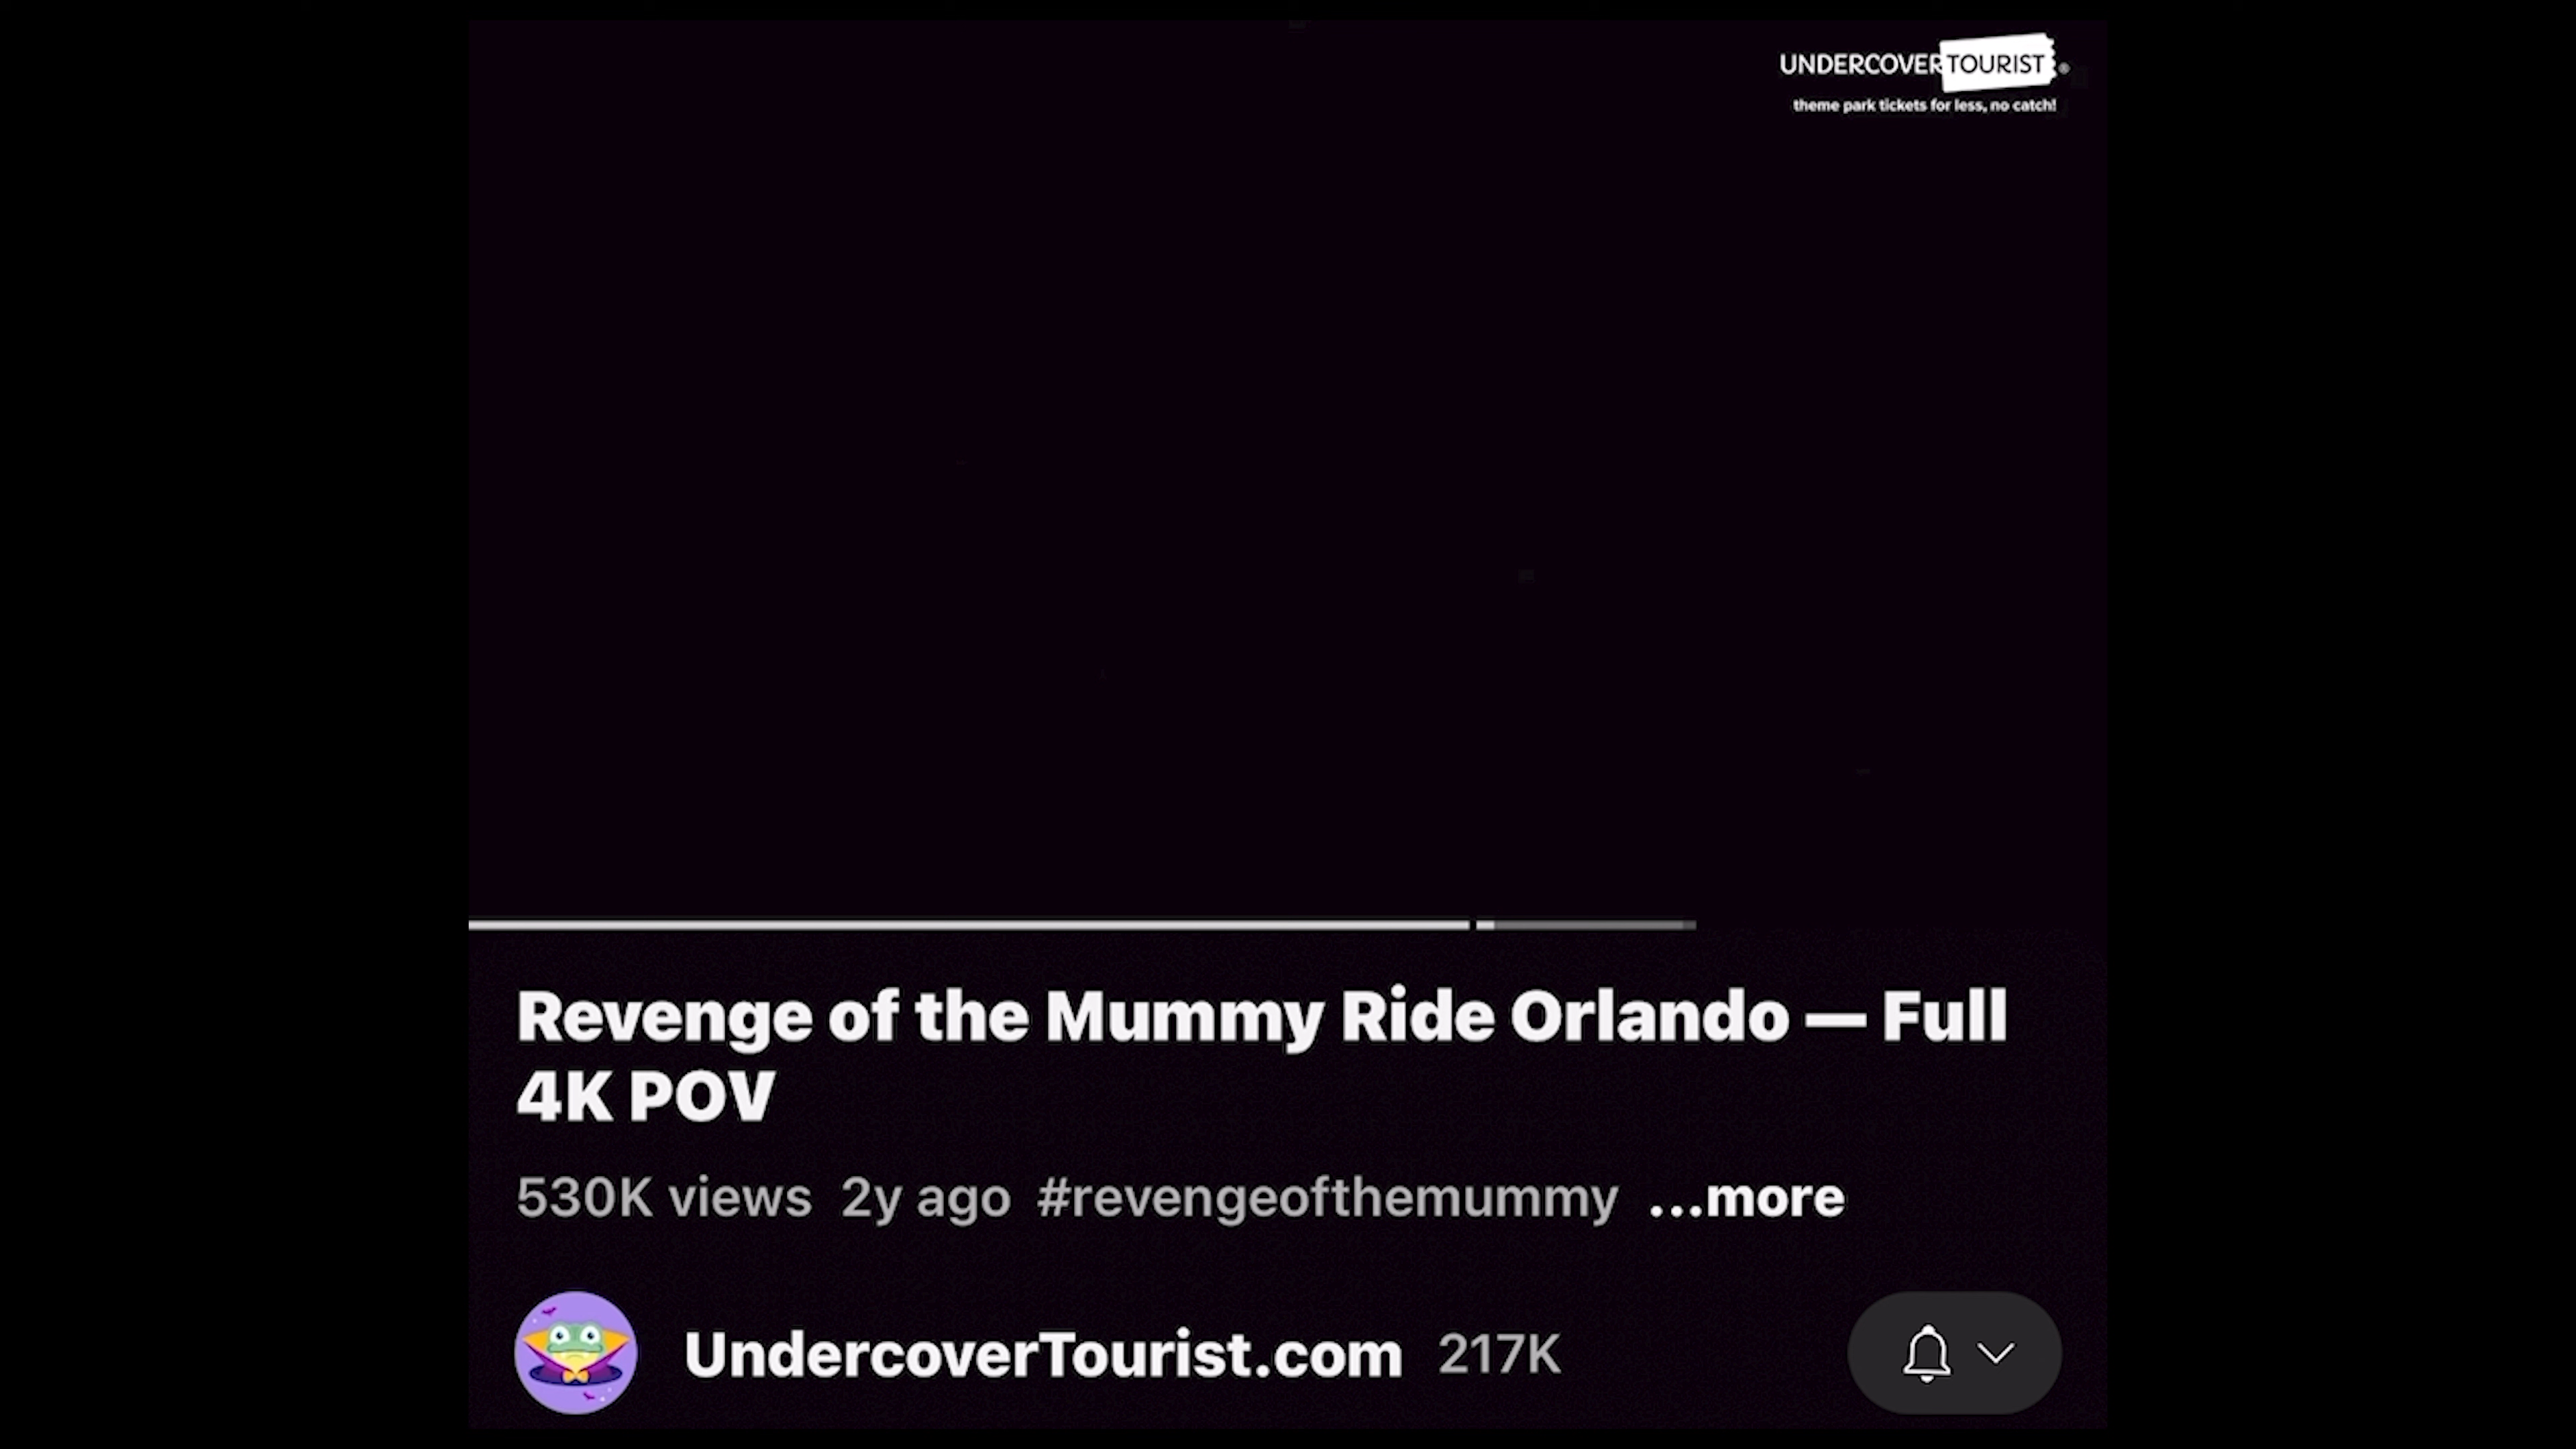 UNDERCOVERTOURIST®
theme park tickets for less, no catch!
Revenge of the Mummy Ride Orlando — Full
4K POV
530K views 2y ago #revengeofthemummy ...more
UndercoverTourist.com 217K